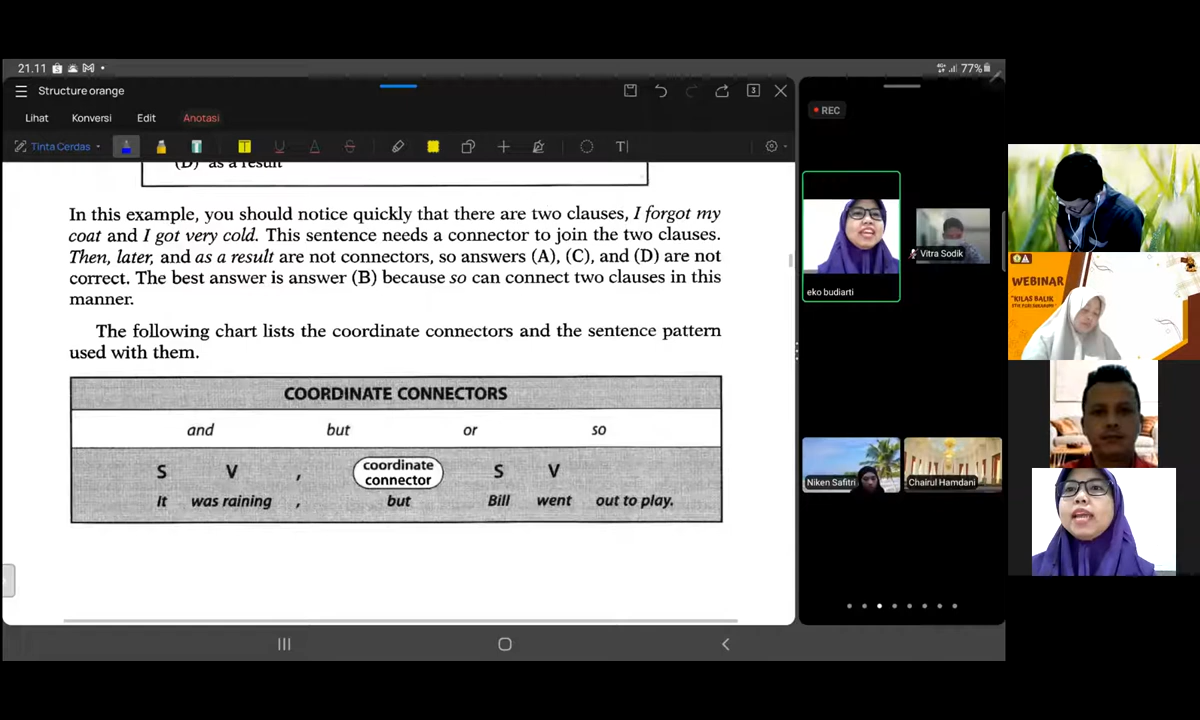 21.11
77%
Structure orange
3
Lihat Konversi Edit Anotasi
Tinta Cerdas
T
(D) as a result
In this example, you should notice quickly that there are two clauses, I forgot my
coat and I got very cold. This sentence needs a connector to join the two clauses.
Then, later, and as a result are not connectors, so answers (A), (C), and (D) are not
correct. The best answer is answer (B) because so can connect two clauses in this
manner.
The following chart lists the coordinate connectors and the sentence pattern
used with them.
COORDINATE CONNECTORS
and but or so
S V , coordinate connector S V
It was raining , but Bill went out to play.
REC
eko budiarti
Vitra Sodik
Niken Safitri
Chairul Hamdani
WEBINAR
"KILAS BALIK